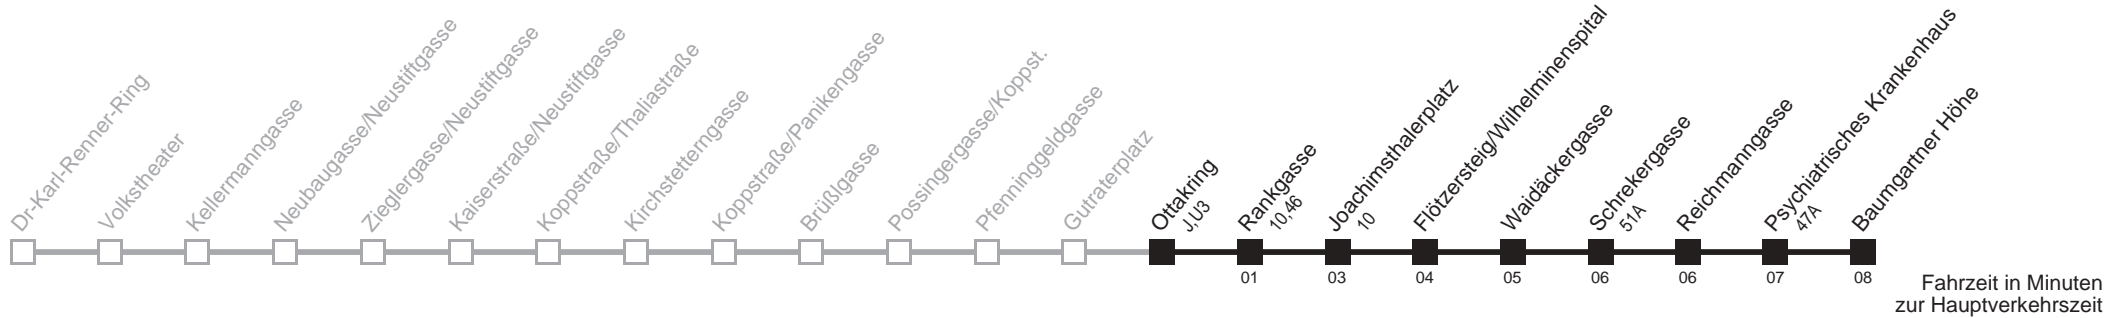 Dr-Karl-Renner-Ring
Volkstheater
Kellermanngasse
Neubaugasse/Neustiftgasse
Zieglergasse/Neustiftgasse
Kaiserstraße/Neustiftgasse
Koppstraße/Thaliastraße
Kirchstetterngasse
Koppstraße/Panikengasse
Brüßlgasse
Possingergasse/Koppst.
Pfenninggeldgasse
Gutraterplatz
Ottakring
J,U3
Rankgasse
10,46
Joachimsthalerplatz
10
Flötzersteig/Wilhelminenspital
Waidäckergasse
Schrekergasse
51A
Reichmanngasse
Psychiatrisches Krankenhaus
47A
Baumgartner Höhe
01
03
04
05
06
06
07
08
Fahrzeit in Minuten
zur Hauptverkehrszeit